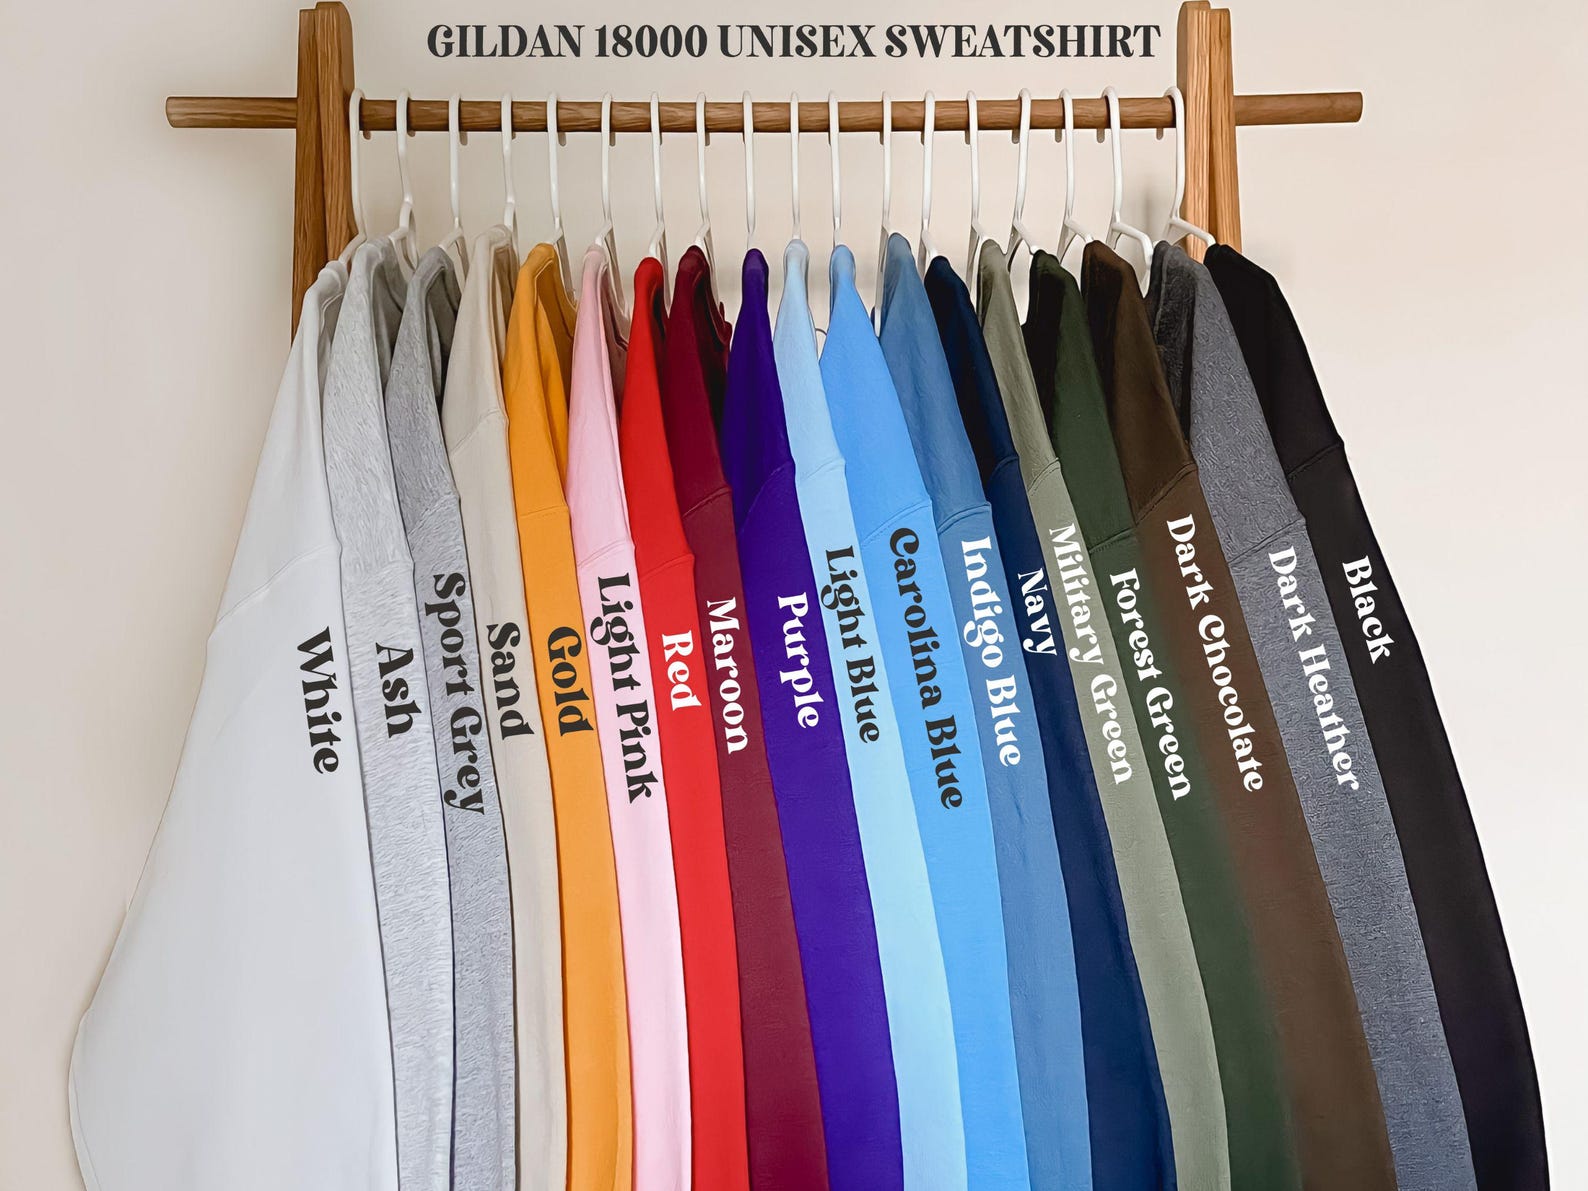 GILDAN 18000 UNISEX SWEATSHIRT
White
Ash
Sport Grey
Sand
Gold
Light Pink
Red
Maroon
Purple
Light Blue
Carolina Blue
Indigo Blue
Navy
Military Green
Forest Green
Dark Chocolate
Dark Heather
Black